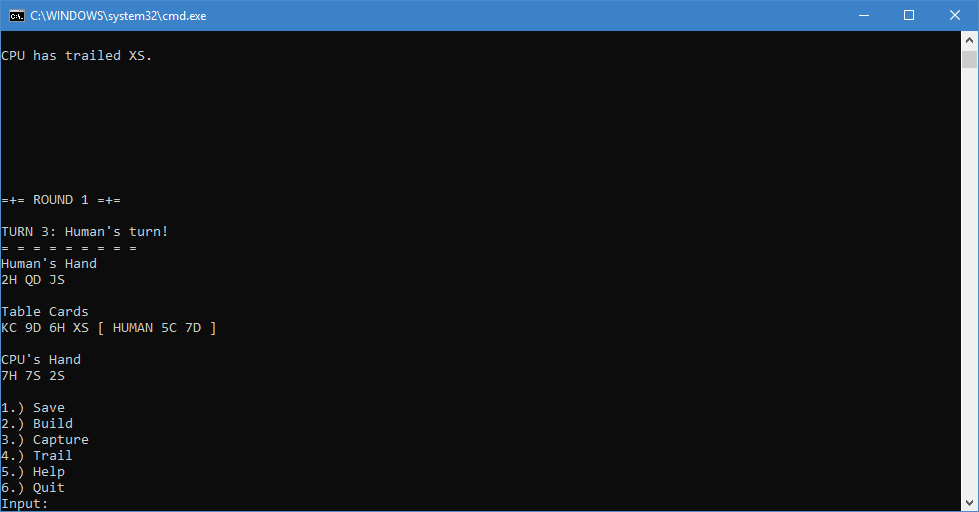 C:\WINDOWS\system32\cmd.exe
CPU has trailed XS.
=+= ROUND 1 =+=
TURN 3: Human's turn!
= = = = = = = = =
Human's Hand
2H QD JS
Table Cards
KC 9D 6H XS [ HUMAN 5C 7D ]
CPU's Hand
7H 7S 2S
1.) Save
2.) Build
3.) Capture
4.) Trail
5.) Help
6.) Quit
Input: